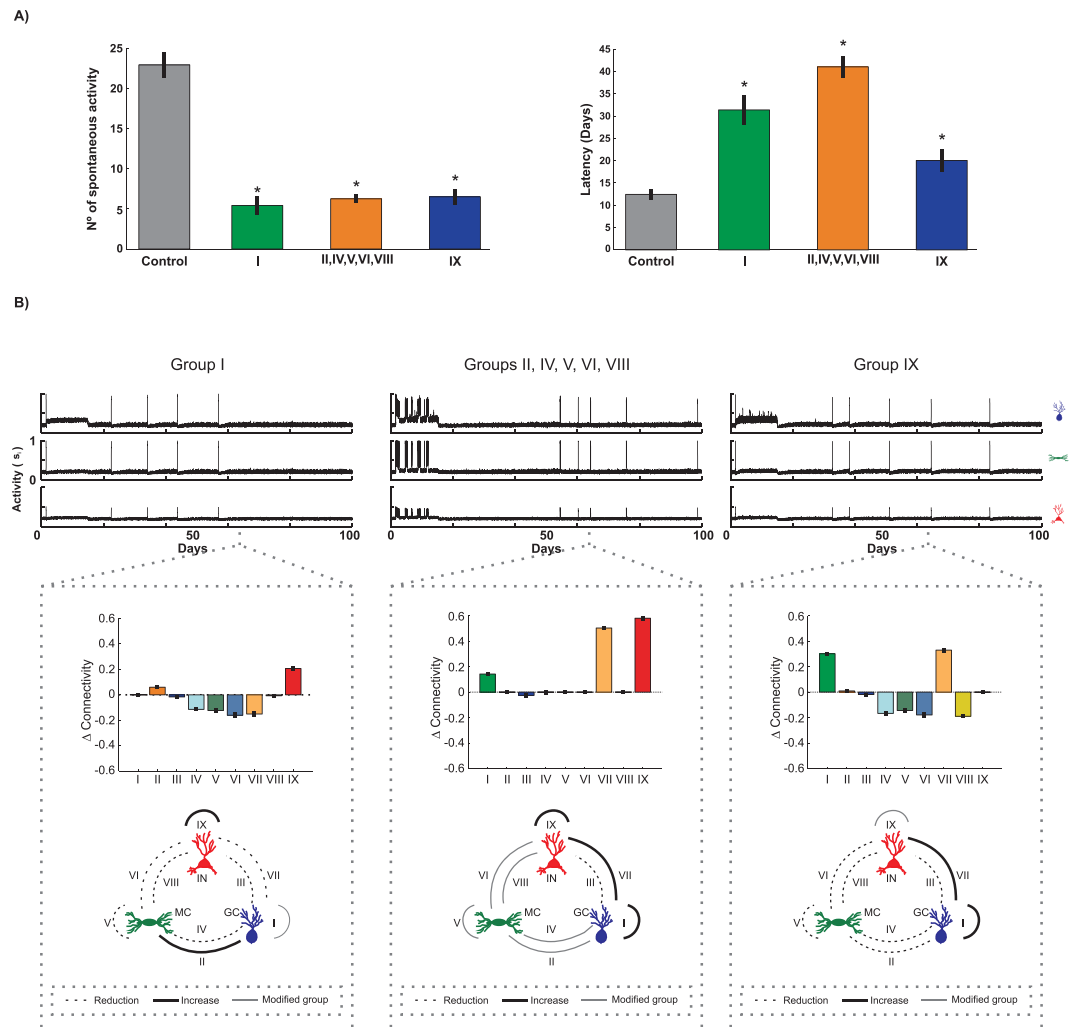 A)
Nº of spontaneous activity
25
20
15
10
5
0
*
*
*
Control
I
II,IV,V,VI,VIII
IX
Latency (Days)
45
40
35
30
25
20
15
10
5
0
*
*
*
Control
I
II,IV,V,VI,VIII
IX
B)
Group I
Groups II, IV, V, VI, VIII
Group IX
Activity ( sᵢ)
1
0
0
Days
100
0
Days
100
0
Days
100
Δ Connectivity
0.6
0.4
0.2
0
-0.2
-0.4
-0.6
I II III IV V VI VII VIII IX
Δ Connectivity
0.6
0.4
0.2
0
-0.2
-0.4
-0.6
I II III IV V VI VII VIII IX
Δ Connectivity
0.6
0.4
0.2
0
-0.2
-0.4
-0.6
I II III IV V VI VII VIII IX
IX
VI
VIII
IN
III
VII
V
MC
GC
I
IV
II
IX
VI
VIII
IN
III
VII
V
MC
GC
I
IV
II
IX
VI
VIII
IN
III
VII
V
MC
GC
I
IV
II
Reduction Increase Modified group
Reduction Increase Modified group
Reduction Increase Modified group